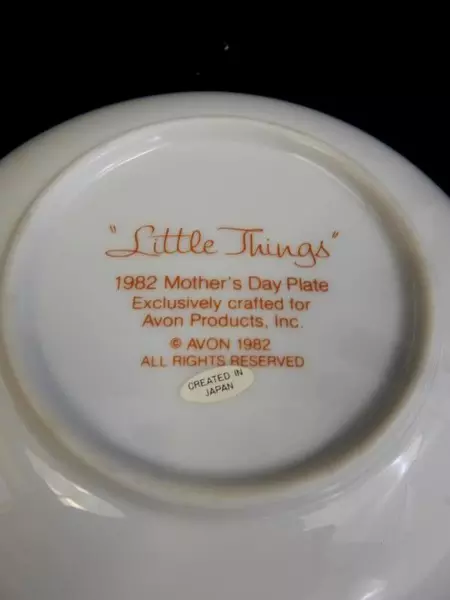 "Little Things"
1982 Mother's Day Plate
Exclusively crafted for
Avon Products, Inc.
© AVON 1982
ALL RIGHTS RESERVED
CREATED IN
JAPAN